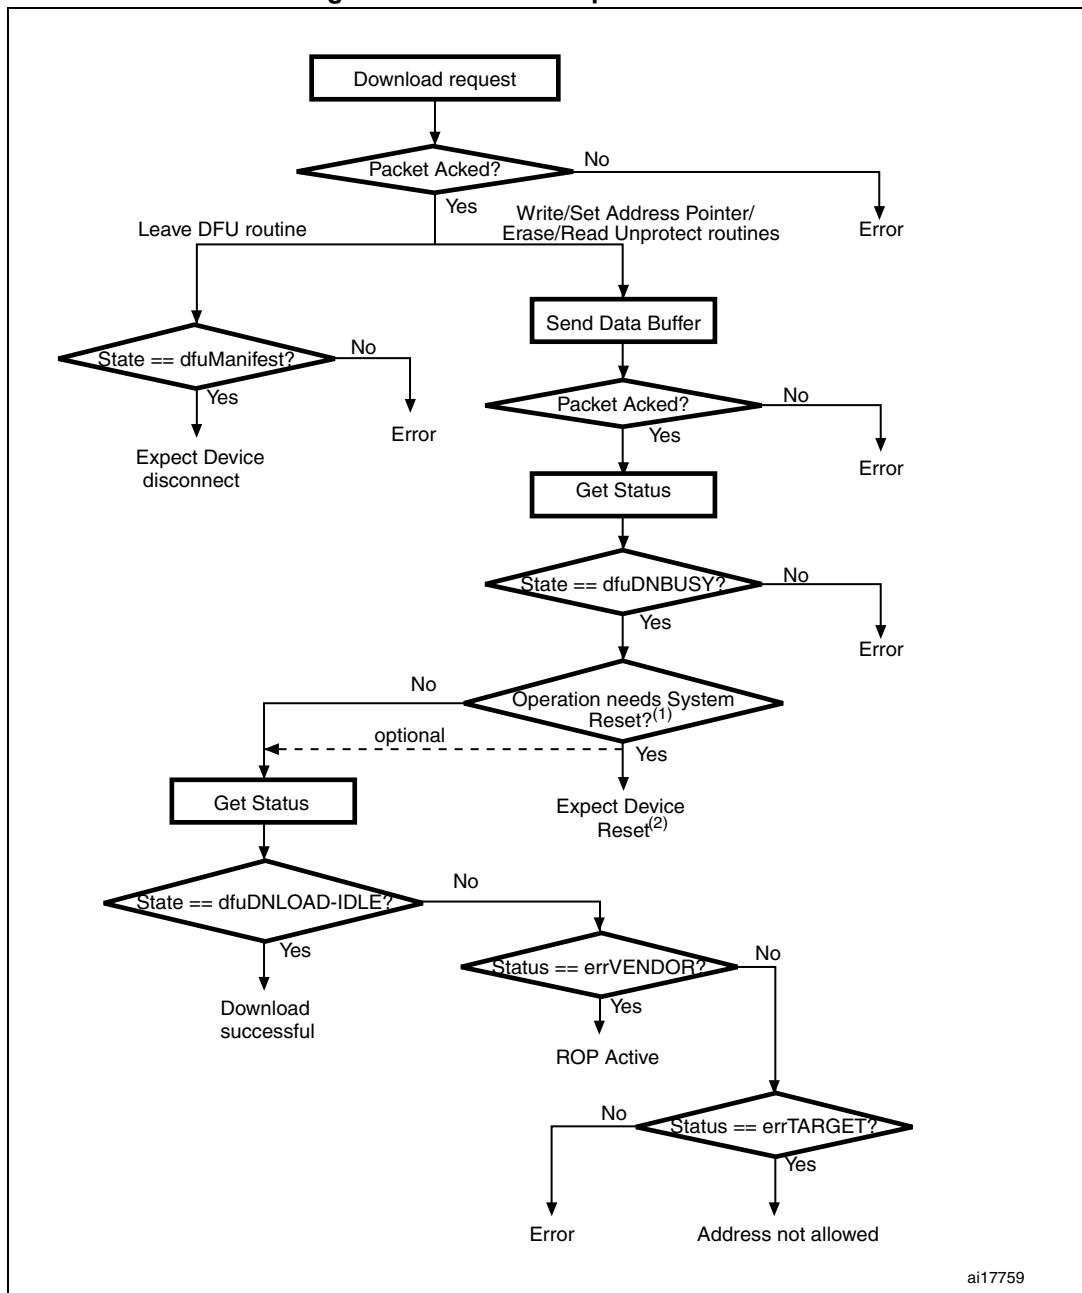 Download request
Packet Acked?
No
Yes
Error
Leave DFU routine
Write/Set Address Pointer/
Erase/Read Unprotect routines
Send Data Buffer
State == dfuManifest?
No
Yes
Error
Expect Device
disconnect
Packet Acked?
No
Yes
Error
Get Status
State == dfuDNBUSY?
No
Yes
Error
Operation needs System
Reset?(1)
No
optional
Yes
Get Status
Expect Device
Reset(2)
State == dfuDNLOAD-IDLE?
No
Yes
Download
successful
Status == errVENDOR?
No
Yes
ROP Active
Status == errTARGET?
No
Yes
Error
Address not allowed
ai17759